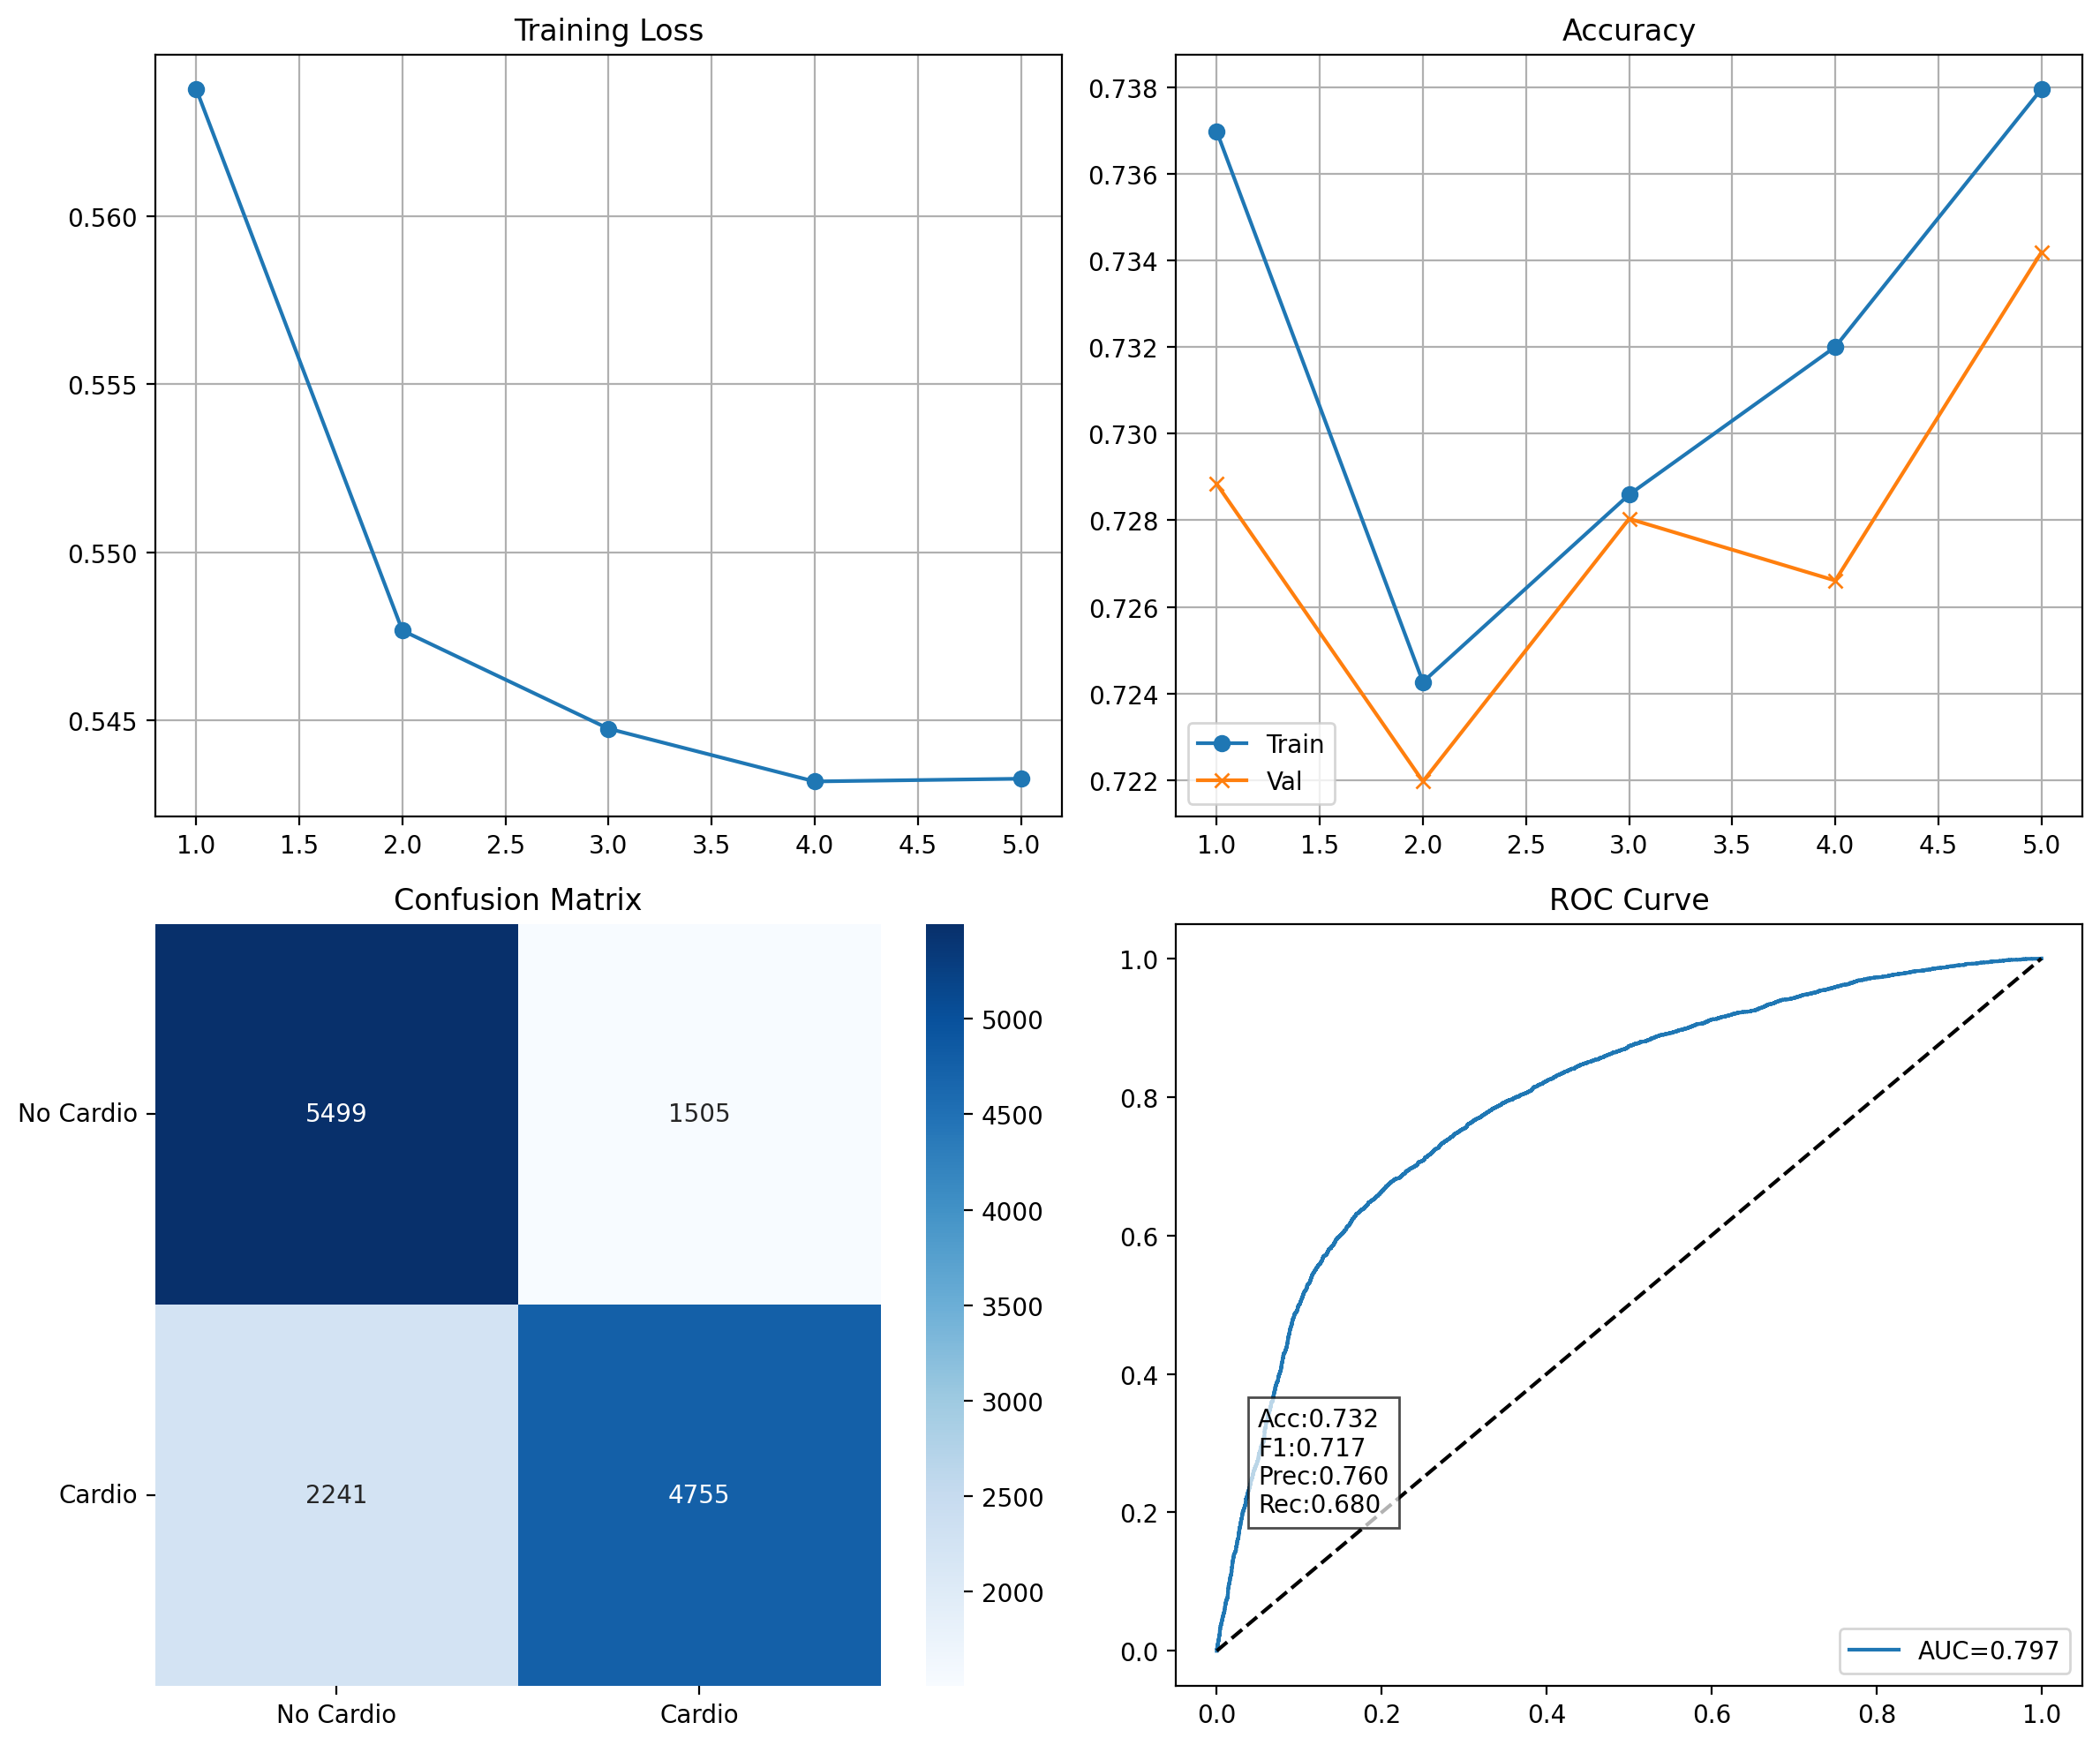 Training Loss
0.560
0.555
0.550
0.545
1.0 1.5 2.0 2.5 3.0 3.5 4.0 4.5 5.0
Accuracy
0.738
0.736
0.734
0.732
0.730
0.728
0.726
0.724
0.722
Train
Val
1.0 1.5 2.0 2.5 3.0 3.5 4.0 4.5 5.0
Confusion Matrix
No Cardio
Cardio
5499 1505
2241 4755
No Cardio Cardio
5000
4500
4000
3500
3000
2500
2000
ROC Curve
1.0
0.8
0.6
0.4
0.2
0.0
Acc:0.732
F1:0.717
Prec:0.760
Rec:0.680
AUC=0.797
0.0 0.2 0.4 0.6 0.8 1.0